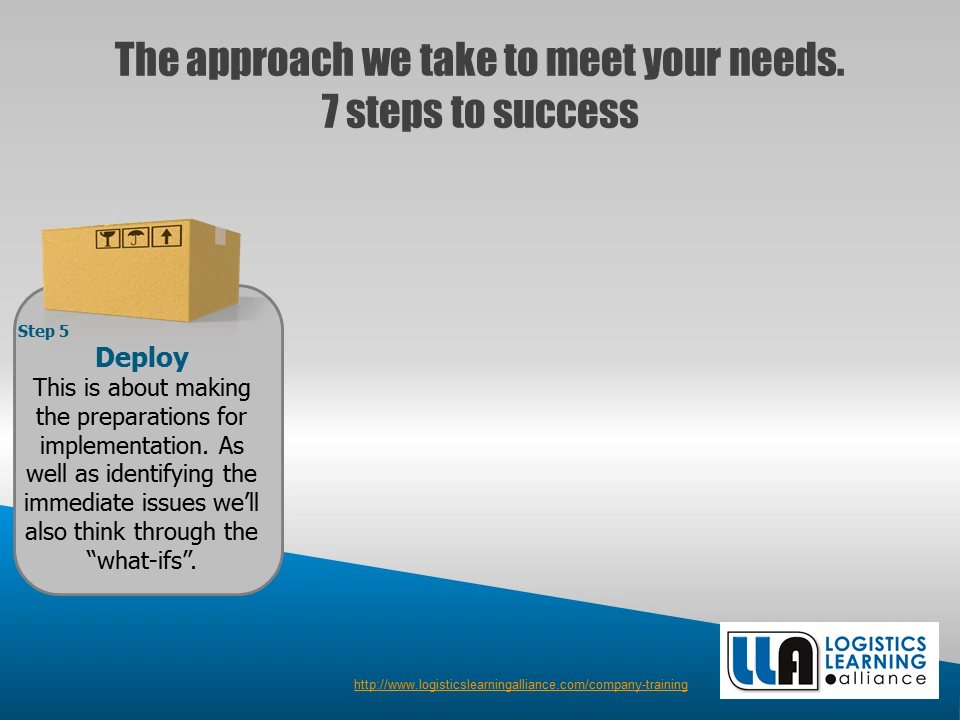 The approach we take to meet your needs.
7 steps to success
Step 5
Deploy
This is about making
the preparations for
implementation. As
well as identifying the
immediate issues we’ll
also think through the
“what-ifs”.
http://www.logisticslearningalliance.com/company-training
LLA
LOGISTICS
LEARNING
alliance